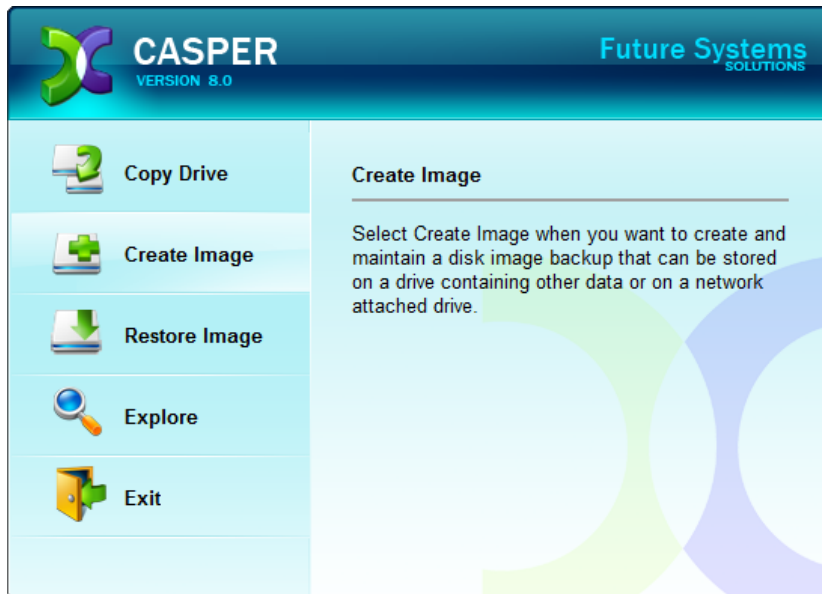 CASPER
VERSION 8.0
Future Systems
SOLUTIONS
Copy Drive
Create Image
Restore Image
Explore
Exit
Create Image
Select Create Image when you want to create and
maintain a disk image backup that can be stored
on a drive containing other data or on a network
attached drive.